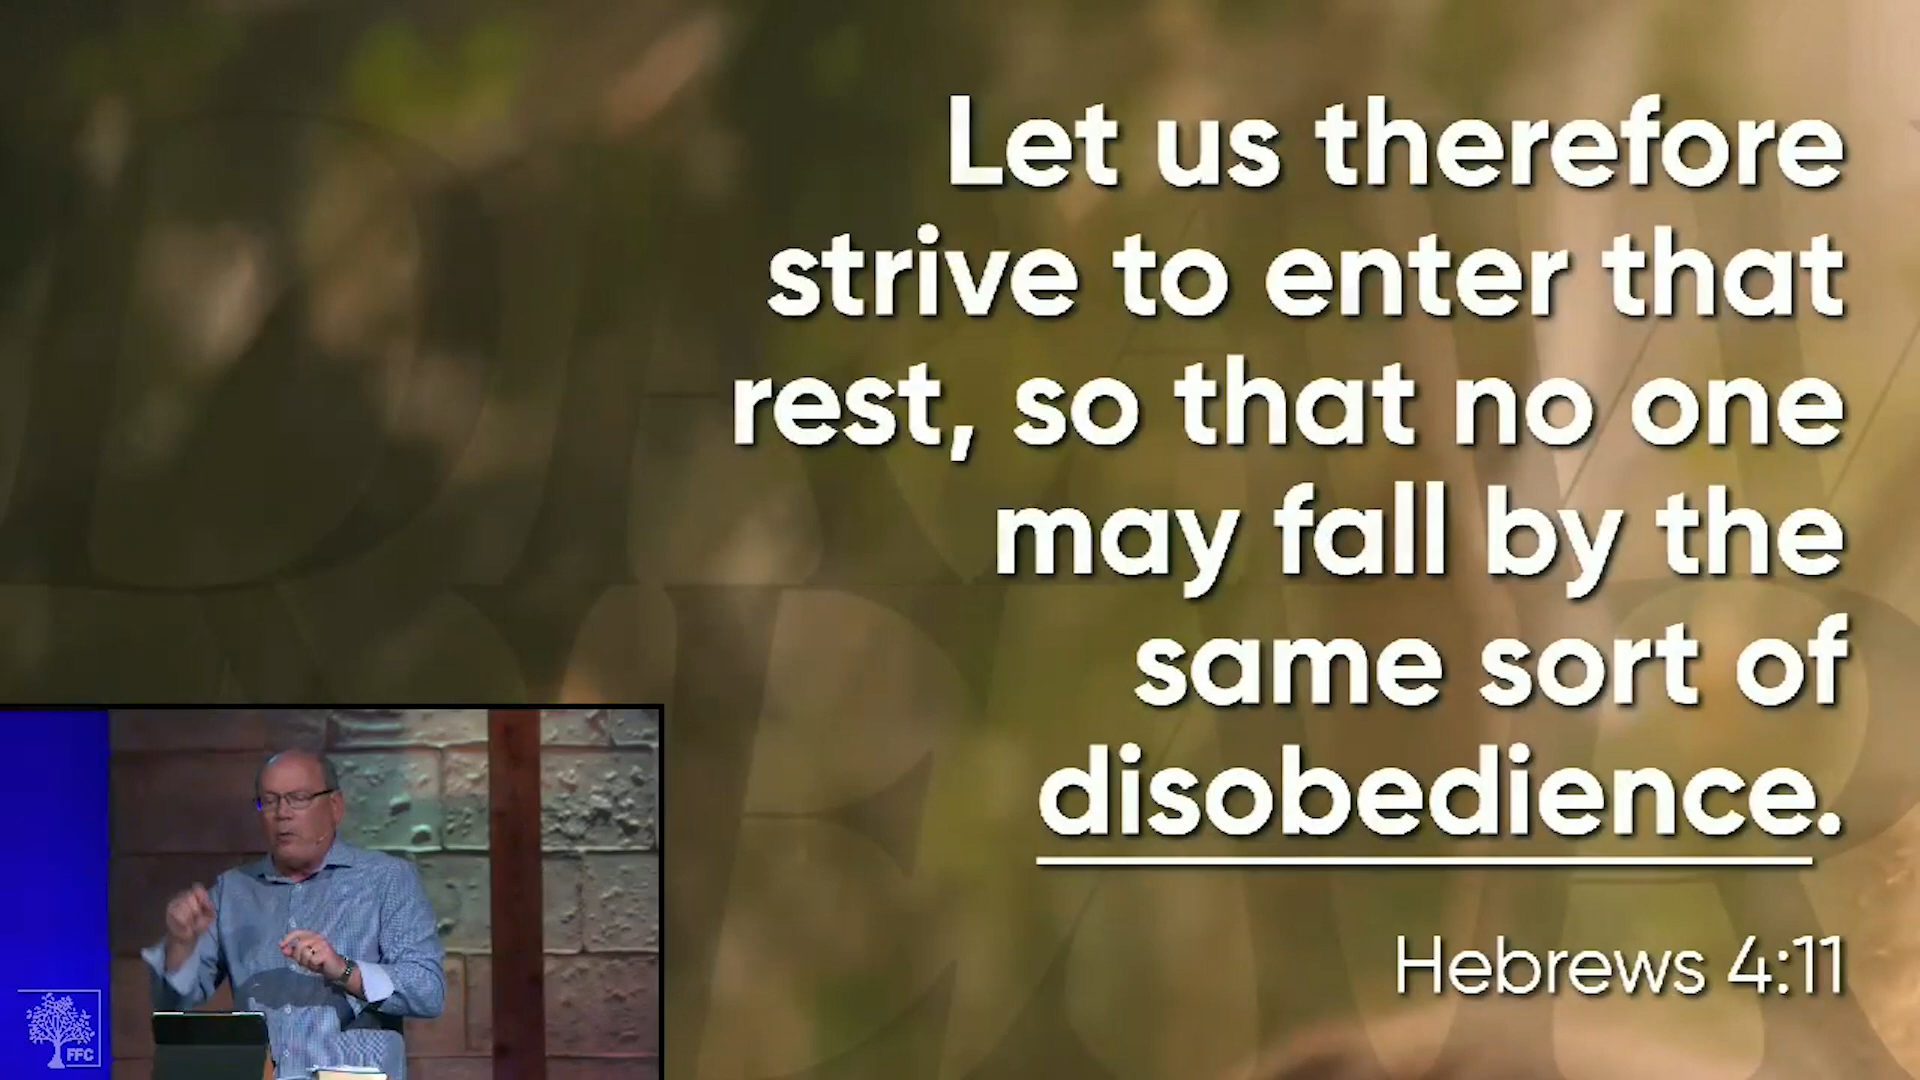 Let us therefore
strive to enter that
rest, so that no one
may fall by the
same sort of
disobedience.
Hebrews 4:11
FFC